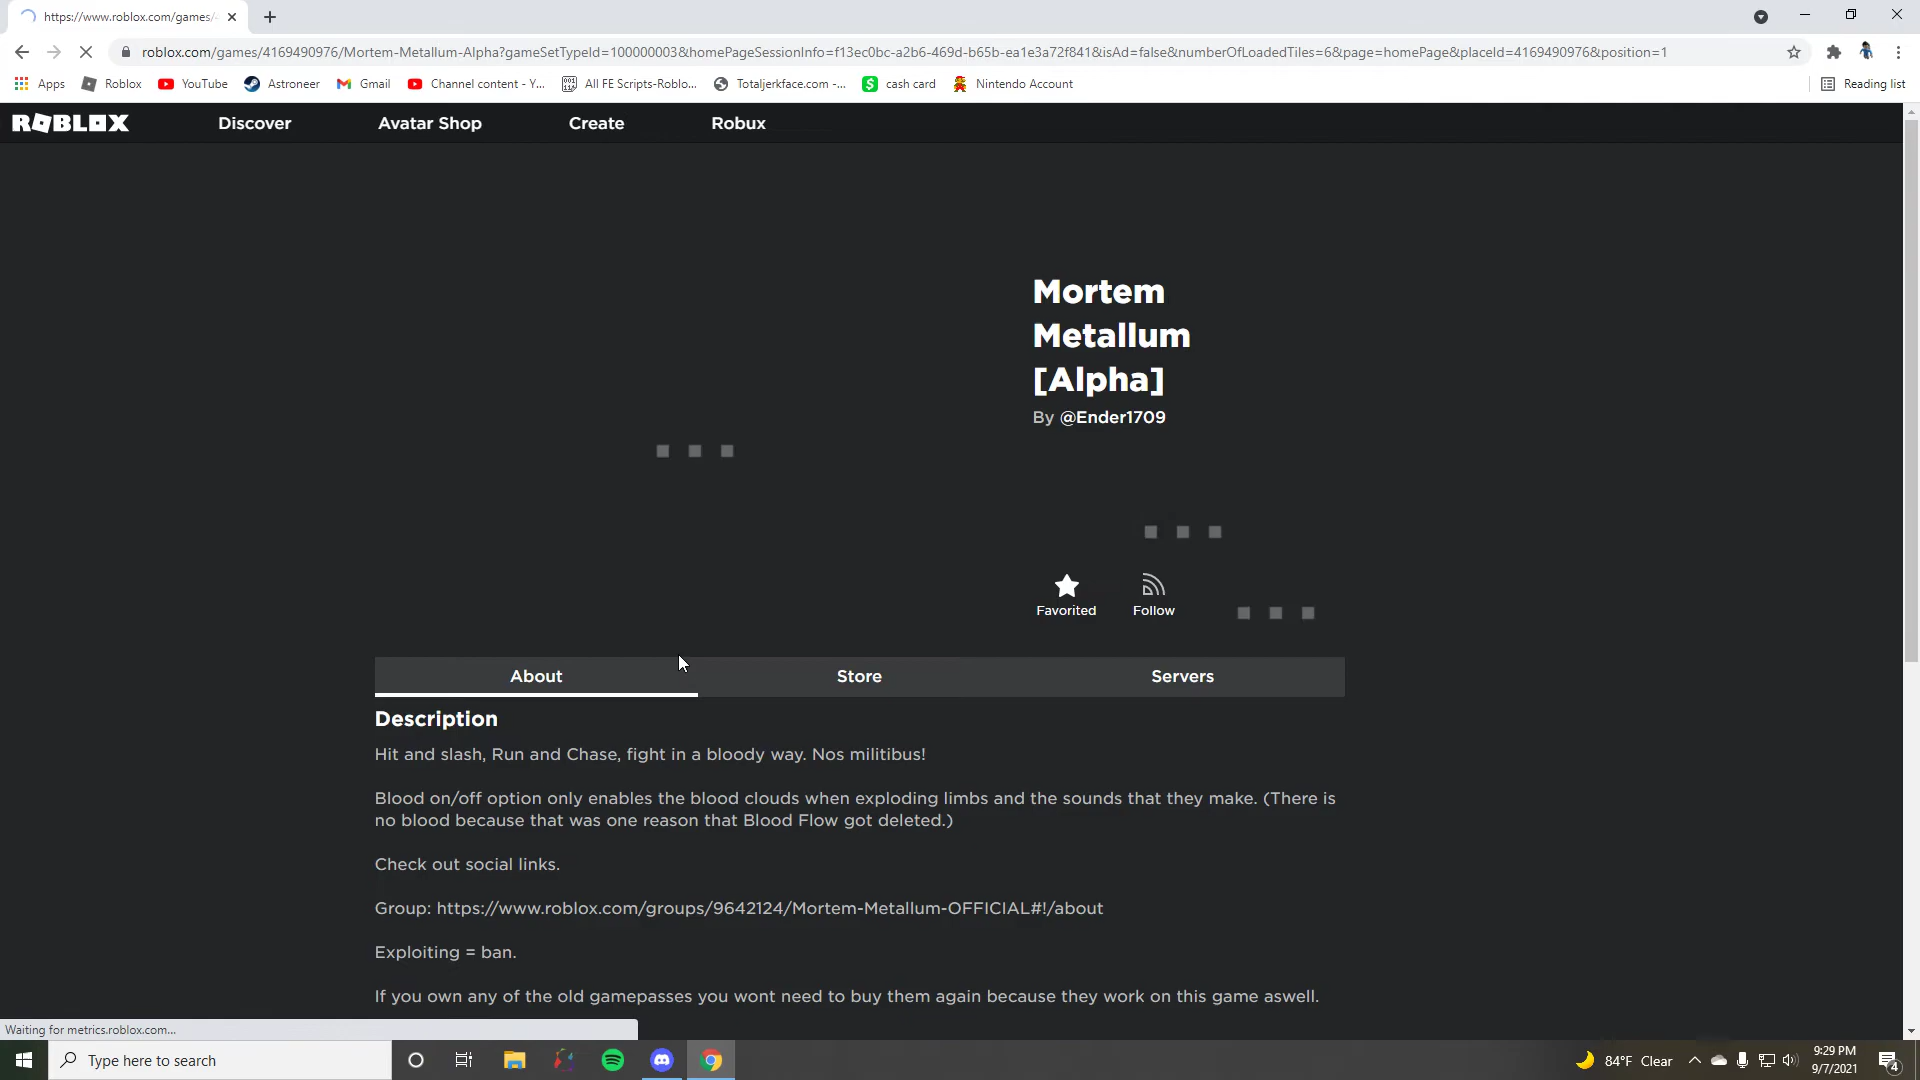 https://www.roblox.com/games/
roblox.com/games/4169490976/Mortem-Metallum-Alpha?gameSetTypeId=100000003&homePageSessionInfo=f13ec0bc-a2b6-469d-b65b-ea1e3a72f841&isAd=false&numberOfLoadedTiles=6&page=homePage&placeId=4169490976&position=1
Apps Roblox YouTube Astroneer Gmail Channel content - Y... All FE Scripts-Roblo... Totaljerkface.com -... cash card Nintendo Account Reading list
ROBLOX Discover Avatar Shop Create Robux
Mortem
Metallum
[Alpha]
By @Ender1709
Favorited Follow
About Store Servers
Description
Hit and slash, Run and Chase, fight in a bloody way. Nos militibus!
Blood on/off option only enables the blood clouds when exploding limbs and the sounds that they make. (There is
no blood because that was one reason that Blood Flow got deleted.)
Check out social links.
Group: https://www.roblox.com/groups/9642124/Mortem-Metallum-OFFICIAL#!/about
Exploiting = ban.
If you own any of the old gamepasses you wont need to buy them again because they work on this game aswell.
Waiting for metrics.roblox.com...
Type here to search
84°F Clear
9:29 PM
9/7/2021
4